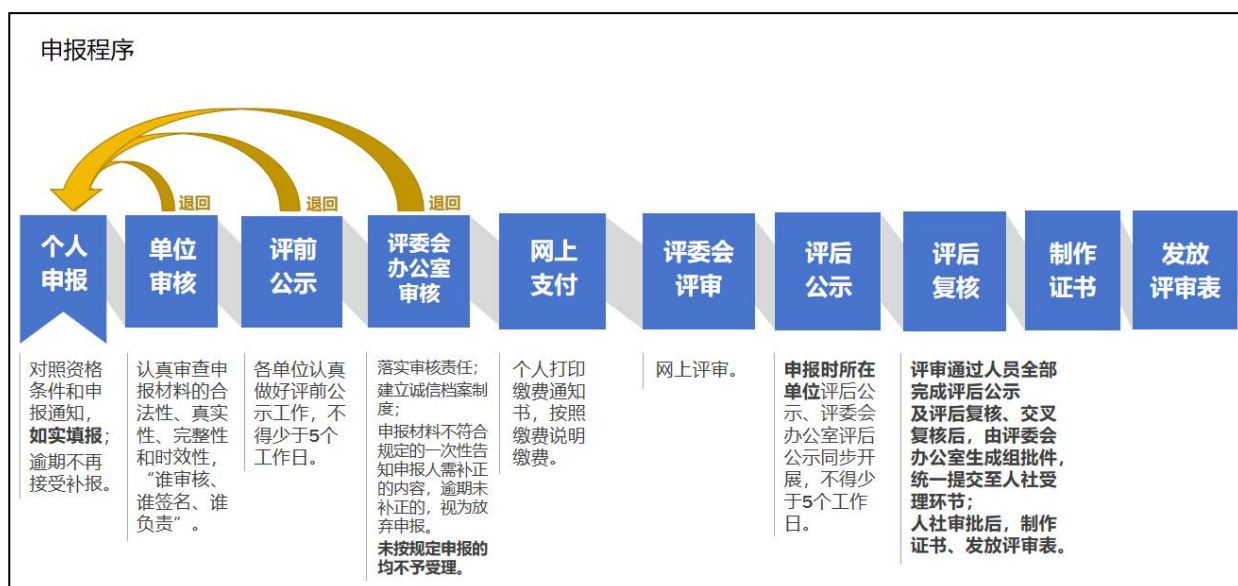 申报程序
退回
退回
退回
个人
申报
单位
审核
评前
公示
评委会
办公室
审核
网上
支付
评委会
评审
评后
公示
评后
复核
制作
证书
发放
评审表
对照资格
条件和申
报通知，
如实填报；
逾期不再
接受补报。
认真审查申
报材料的合
法性、真实
性、完整性
和时效性，
“谁审核、
谁签名、谁
负责”。
各单位认真
做好评前公
示工作，不
得少于5个
工作日。
落实审核责任；
建立诚信档案制
度；
申报材料不符合
规定的一次性告
知申报人需补正
的内容，逾期未
补正的，视为放
弃申报。
未按规定申报的
均不予受理。
个人打印
缴费通知
书，按照
缴费说明
缴费。
网上评审。
申报时所在
单位评后公
示、评委会
办公室评后
公示同步开
展，不得少
于5个工作
日。
评审通过人员全部
完成评后公示
及评后复核、交叉
复核后，由评委会
办公室生成组批件，
统一提交至人社受
理环节；
人社审批后，制作
证书、发放评审表。